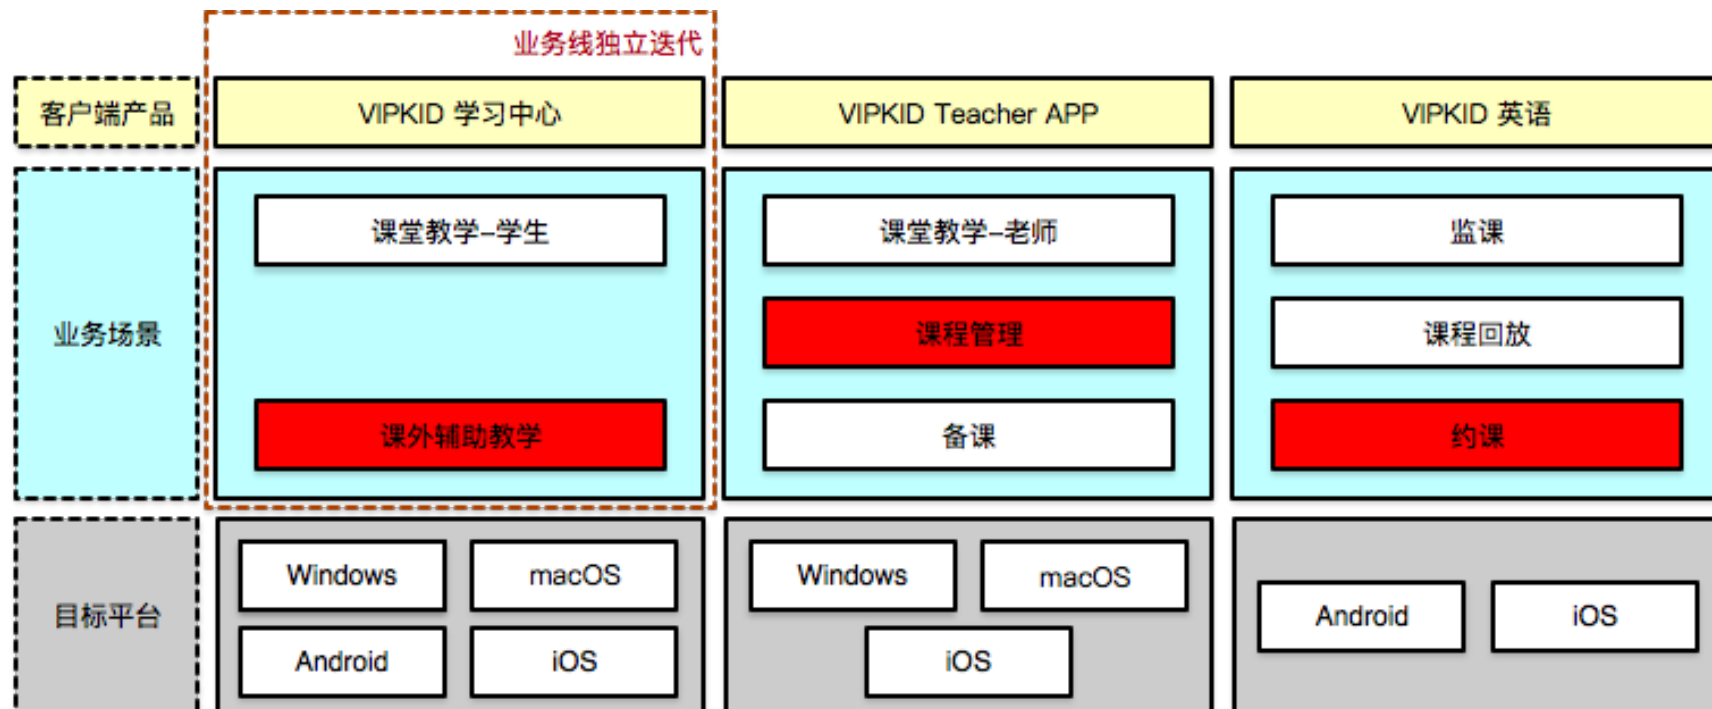 业务线独立迭代
客户端产品
VIPKID 学习中心
VIPKID Teacher APP
VIPKID 英语
业务场景
课堂教学–学生
课堂教学–老师
监课
课程管理
课程回放
课外辅助教学
备课
约课
目标平台
Windows
macOS
Windows
macOS
Android
iOS
Android
iOS
iOS